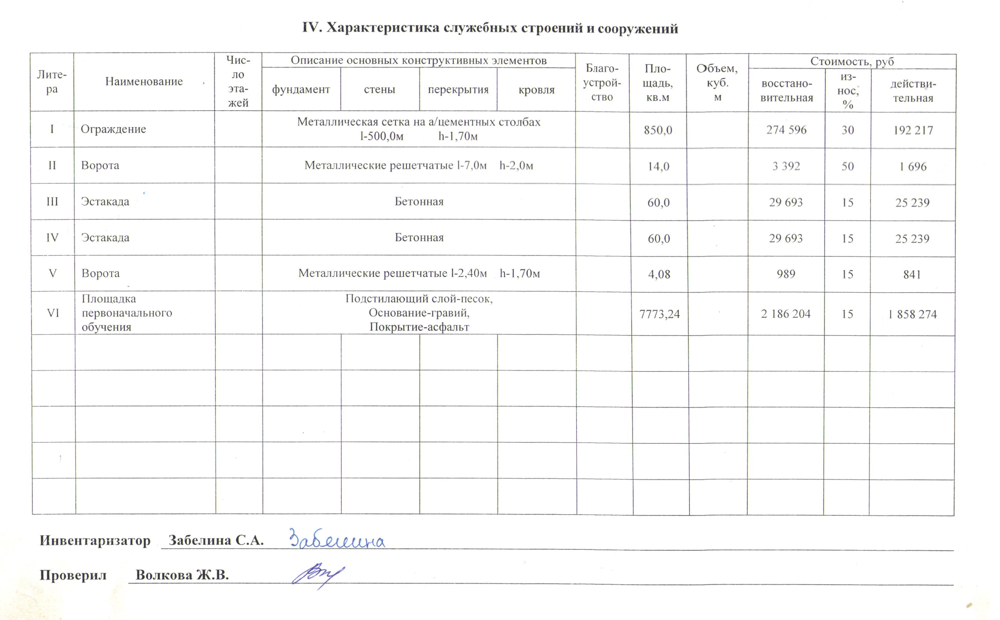 IV. Характеристика служебных строений и сооружений
Лите-
ра
Наименование
Чис-
ло
эта-
жей
Описание основных конструктивных элементов
фундамент стены перекрытия кровля
Благо-
устрой-
ство
Пло-
щадь,
кв.м
Объем,
куб.
м
Стоимость, руб
восстано-
вительная
из-
нос,
%
действи-
тельная
I Ограждение Металлическая сетка на а/цементных столбах
l-500,0м h-1,70м 850,0 274 596 30 192 217
II Ворота Металлические решетчатые l-7,0м h-2,0м 14,0 3 392 50 1 696
III Эстакада Бетонная 60,0 29 693 15 25 239
IV Эстакада Бетонная 60,0 29 693 15 25 239
V Ворота Металлические решетчатые l-2,40м h-1,70м 4,08 989 15 841
VI Площадка
первоначального
обучения
Подстилающий слой-песок,
Основание-гравий,
Покрытие-асфальт
7773,24 2 186 204 15 1 858 274
Инвентаризатор Забелина С.А. Забелина
Проверил Волкова Ж.В.